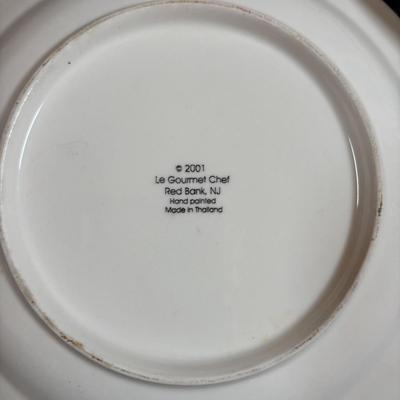 © 2001
Le Gourmet Chef
Red Bank, NJ
Hand painted
Made in Thailand